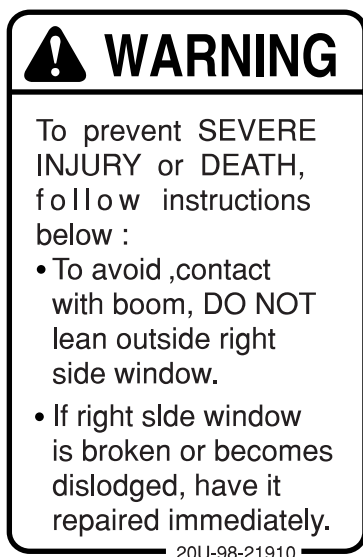 WARNING
To prevent SEVERE
INJURY or DEATH,
follow instructions
below :
• To avoid ,contact
with boom, DO NOT
lean outside right
side window.
• If right slde window
is broken or becomes
dislodged, have it
repaired immediately.
20U-98-21910